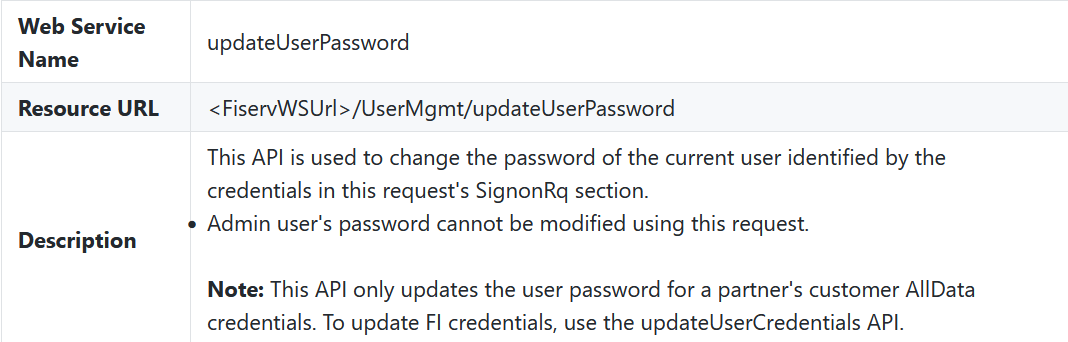 Web Service
Name
updateUserPassword
Resource URL
<FiservWSUrl>/UserMgmt/updateUserPassword
Description
This API is used to change the password of the current user identified by the
credentials in this request's SignonRq section.
• Admin user's password cannot be modified using this request.
Note: This API only updates the user password for a partner's customer AllData
credentials. To update FI credentials, use the updateUserCredentials API.